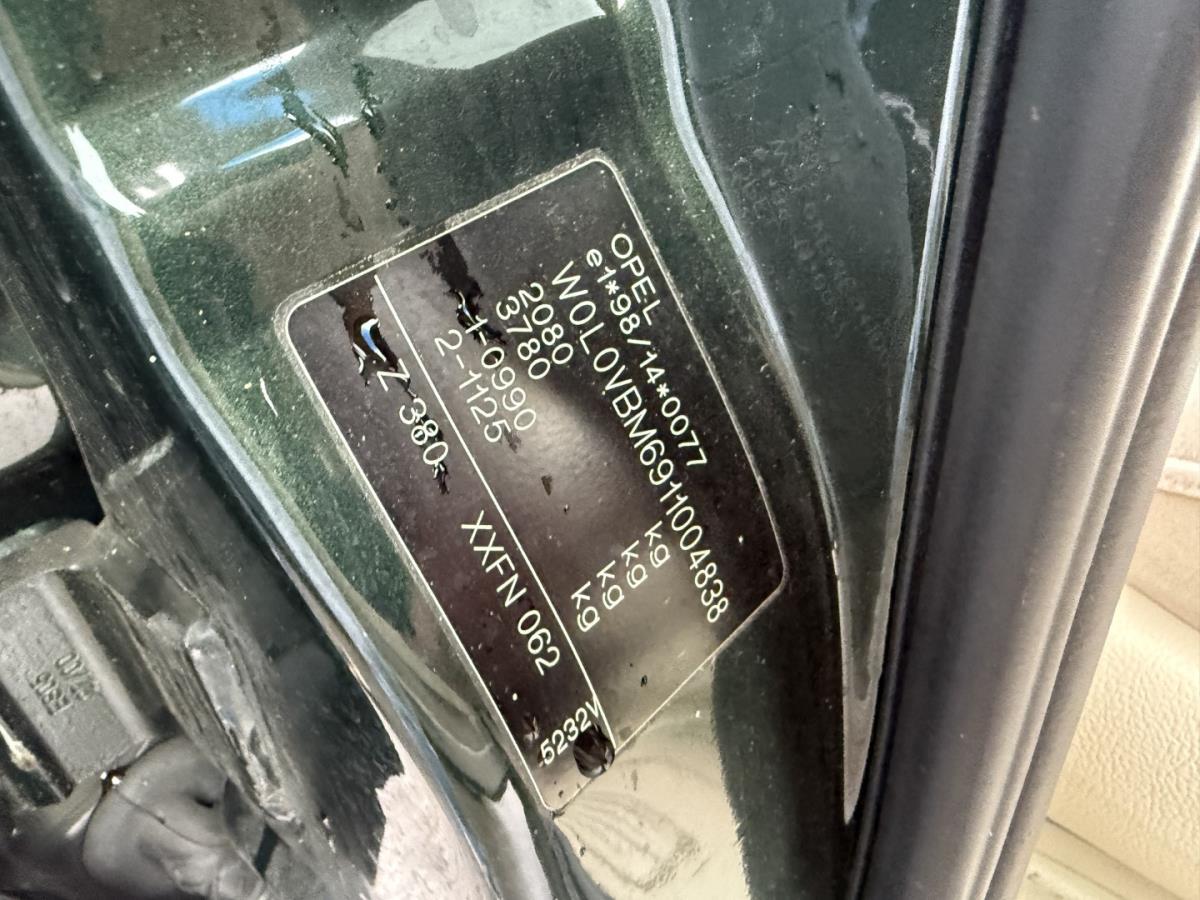 OPEL
e1*98/14*0077
W0L0VBM6911004838
2080 kg
3780 kg
1-0990 kg
2-1125 kg
Z 380 XXFN 062
5232V